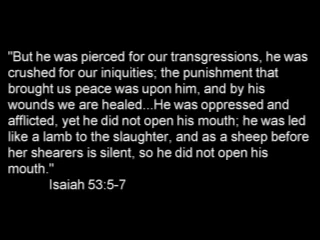 "But he was pierced for our transgressions, he was
crushed for our iniquities; the punishment that
brought us peace was upon him, and by his
wounds we are healed...He was oppressed and
afflicted, yet he did not open his mouth; he was led
like a lamb to the slaughter, and as a sheep before
her shearers is silent, so he did not open his
mouth."
Isaiah 53:5-7